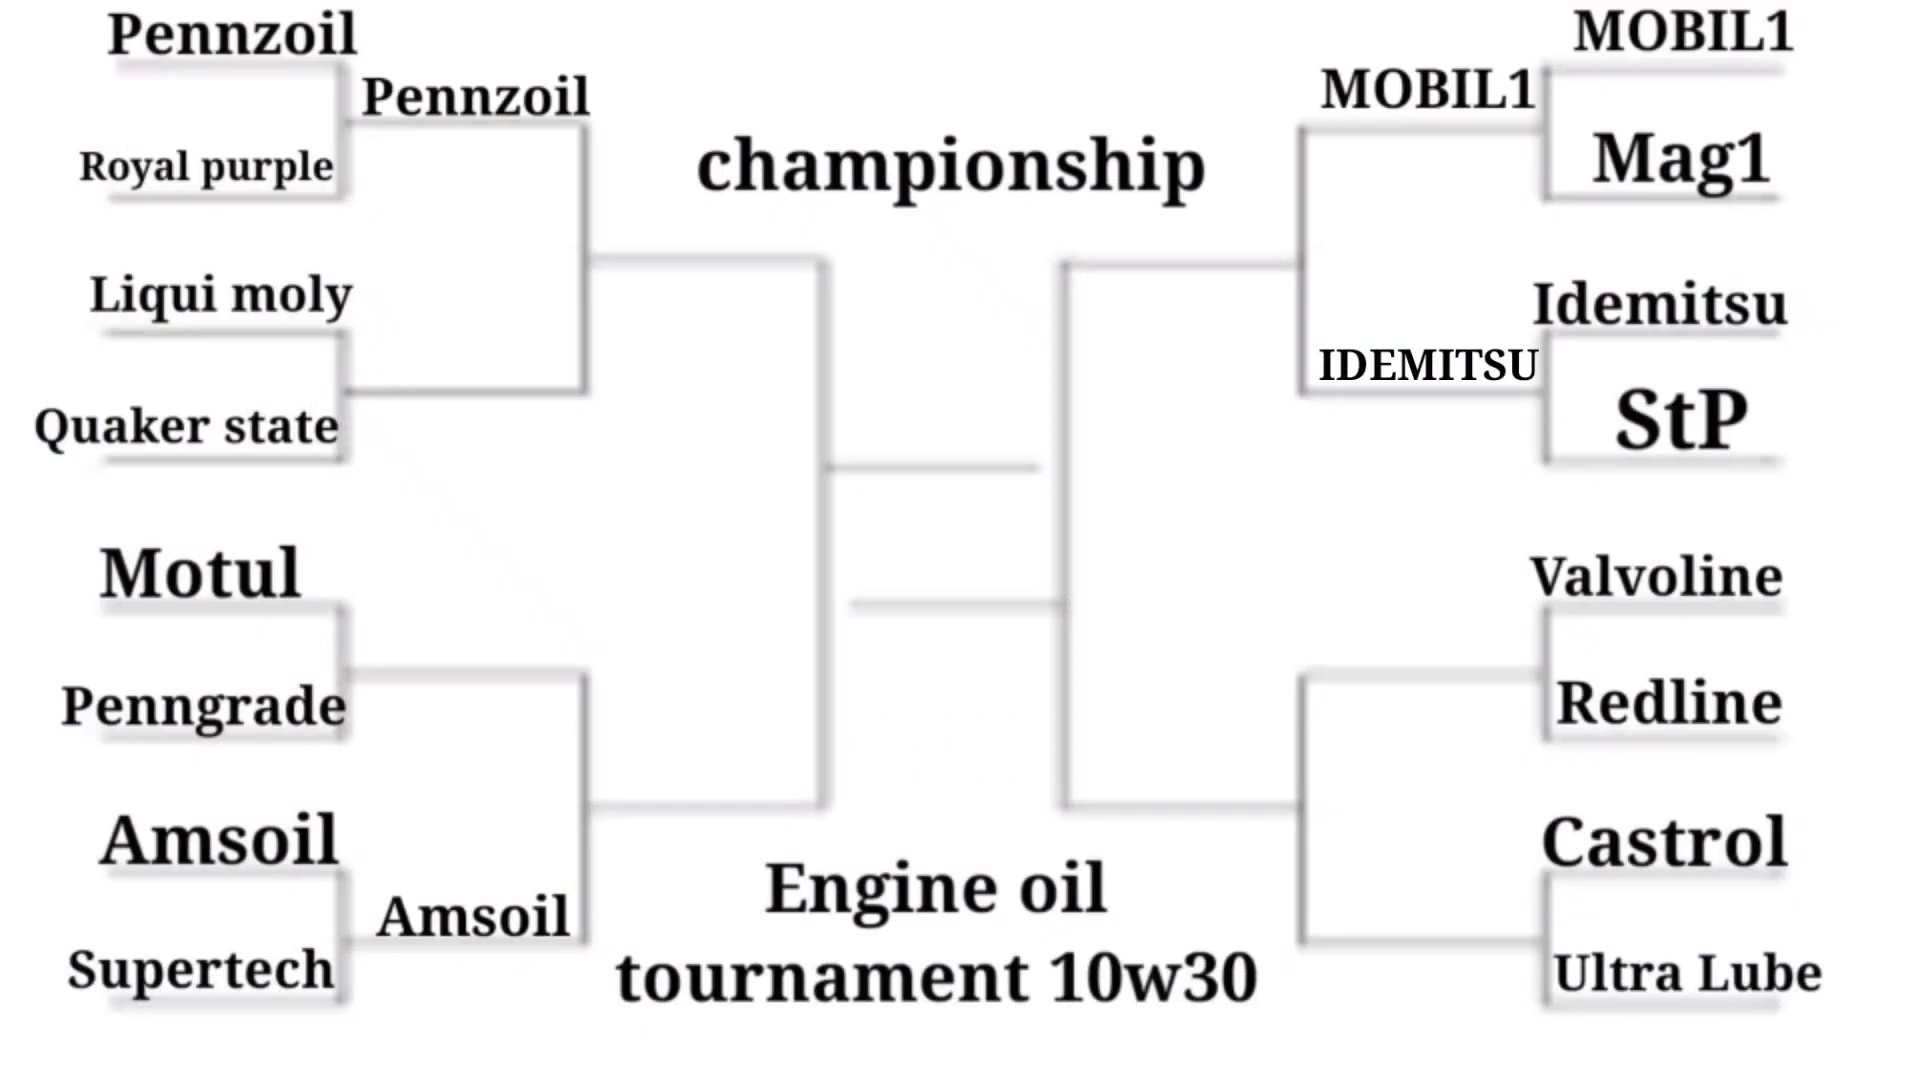 Pennzoil
Pennzoil
Royal purple
Liqui moly
Quaker state
Motul
Penngrade
Amsoil
Amsoil
Supertech
championship
Engine oil
tournament 10w30
MOBIL1
MOBIL1
Mag1
Idemitsu
IDEMITSU
StP
Valvoline
Redline
Castrol
Ultra Lube